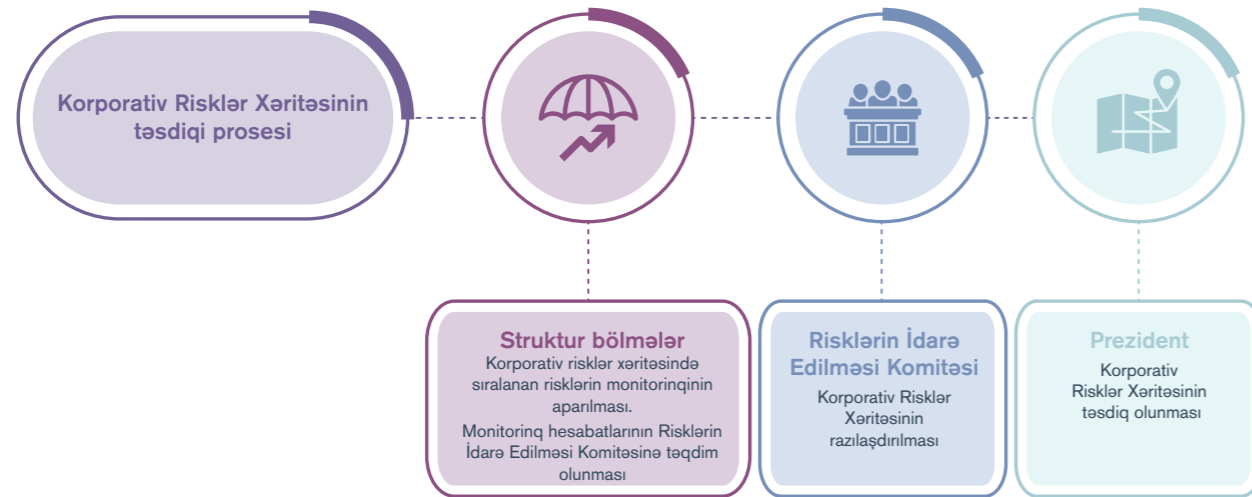 Korporativ Risklər Xəritəsinin
təsdiqi prosesi
Struktur bölmələr
Korporativ risklər xəritəsində
sıralanan risklərin monitorinqinin
aparılması.
Monitorinq hesabatlarının Risklərin
İdarə Edilməsi Komitəsinə təqdim
olunması
Risklərin İdarə
Edilməsi Komitəsi
Korporativ Risklər
Xəritəsinin
razılaşdırılması
Prezident
Korporativ
Risklər Xəritəsinin
təsdiq olunması